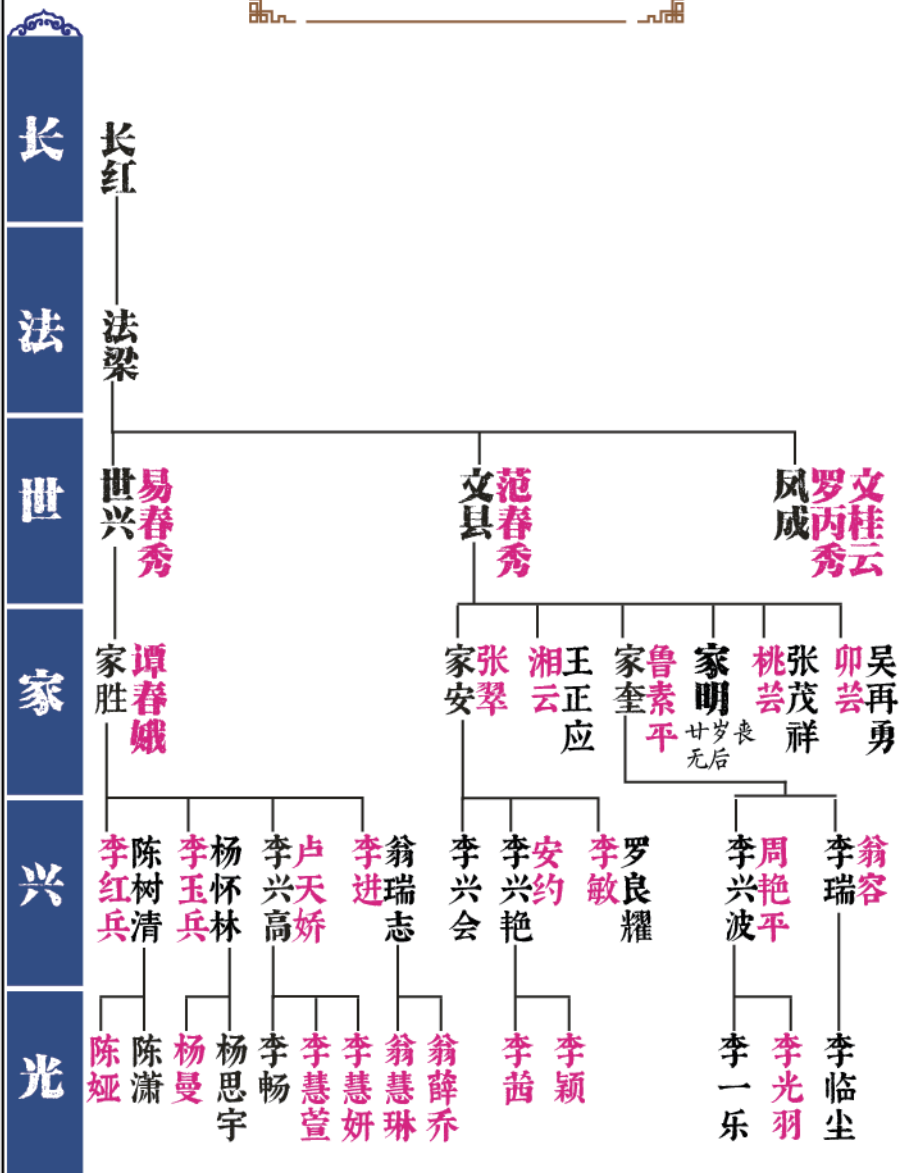 长
长红
法
法梁
世
世兴 易春秀
文县 范春秀
凤成 罗丙秀 文桂云
家
家胜 谭春娥
家安 张翠
湘云 王正应
家奎 鲁素平
家明
廿岁丧
无后
桃芸 张茂祥
卯芸 吴再勇
兴
李红兵 陈树清
李玉兵 杨怀林
李兴高 卢天娇
李进 翁瑞志
李兴会
李兴艳 安约
李敏 罗良耀
李兴波 周艳平
李瑞 翁容
光
陈娅
陈潇
杨曼
杨思宇
李畅
李慧萱
李慧妍
翁慧琳
翁薛乔
李茜
李颖
李一乐
李光羽
李临尘